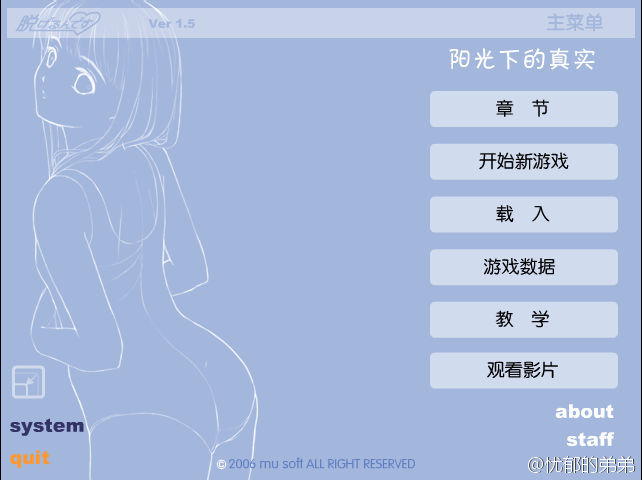 脱げるんです Ver 1.5 主菜单
阳光下的真实
章 节
开始新游戏
载 入
游戏数据
教 学
观看影片
about
system
staff
quit
© 2006 mu soft ALL RIGHT RESERVED
@忧郁的弟弟